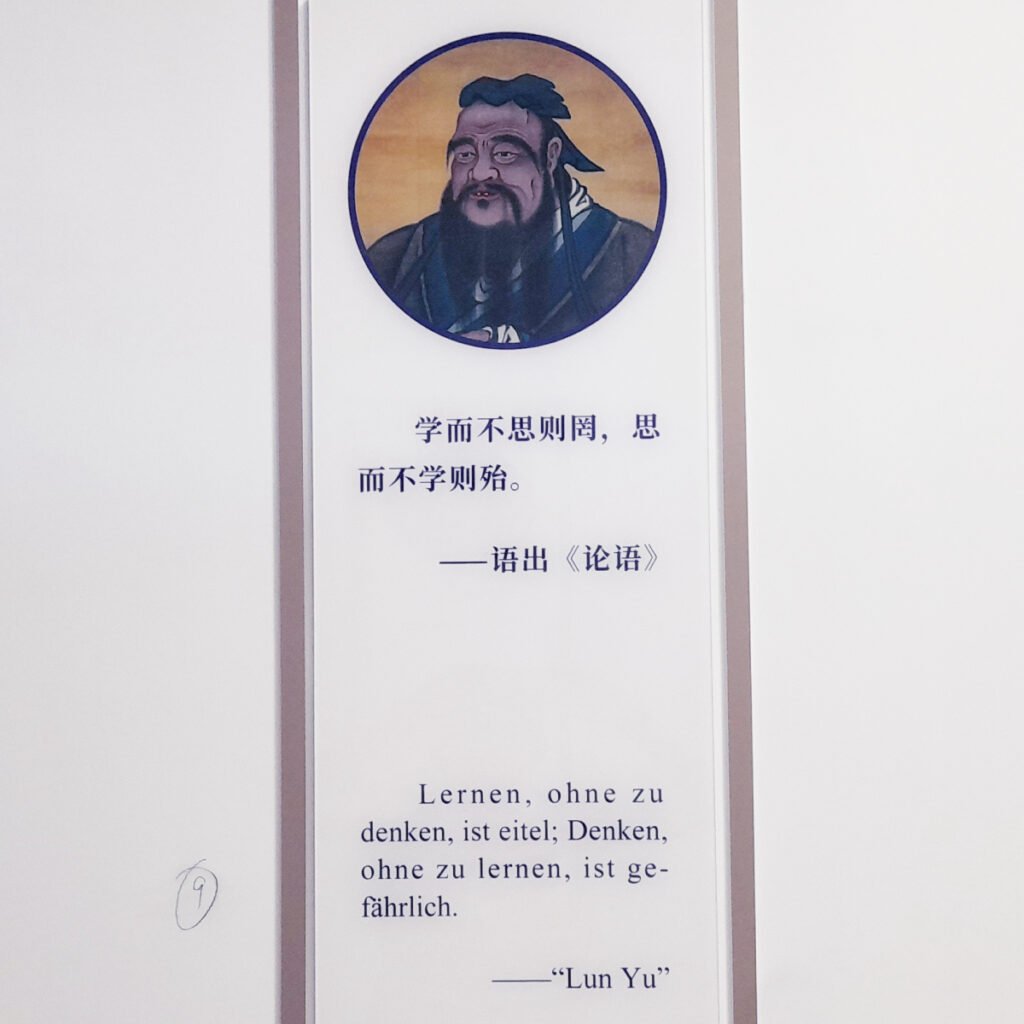 学而不思则罔，思
而不学则殆。
——语出《论语》
Lernen, ohne zu
denken, ist eitel; Denken,
ohne zu lernen, ist ge-
fährlich.
——“Lun Yu”
9